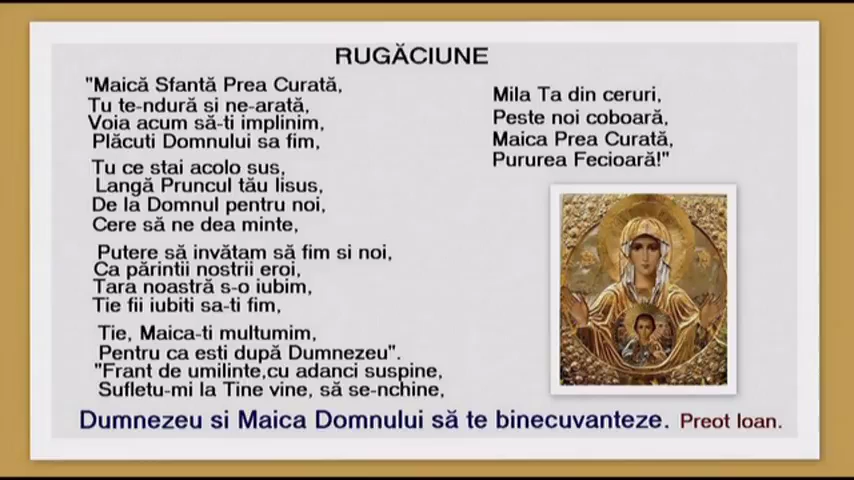 RUGĂCIUNE
"Maică Sfantă Prea Curată,
Tu te-ndură si ne-arată,
Voia acum să-ti implinim,
Plăcuti Domnului sa fim,
Tu ce stai acolo sus,
Langă Pruncul tău Iisus,
De la Domnul pentru noi,
Cere să ne dea minte,
Putere să invătam să fim si noi,
Ca părintii nostrii eroi,
Tara noastră s-o iubim,
Tie fii iubiti sa-ti fim,
Tie, Maica-ti multumim,
Pentru ca esti după Dumnezeu".
"Frant de umilinte,cu adanci suspine,
Sufletu-mi la Tine vine, să se-nchine,
Mila Ta din ceruri,
Peste noi coboară,
Maica Prea Curată,
Pururea Fecioară!"
Dumnezeu si Maica Domnului să te binecuvanteze. Preot Ioan.